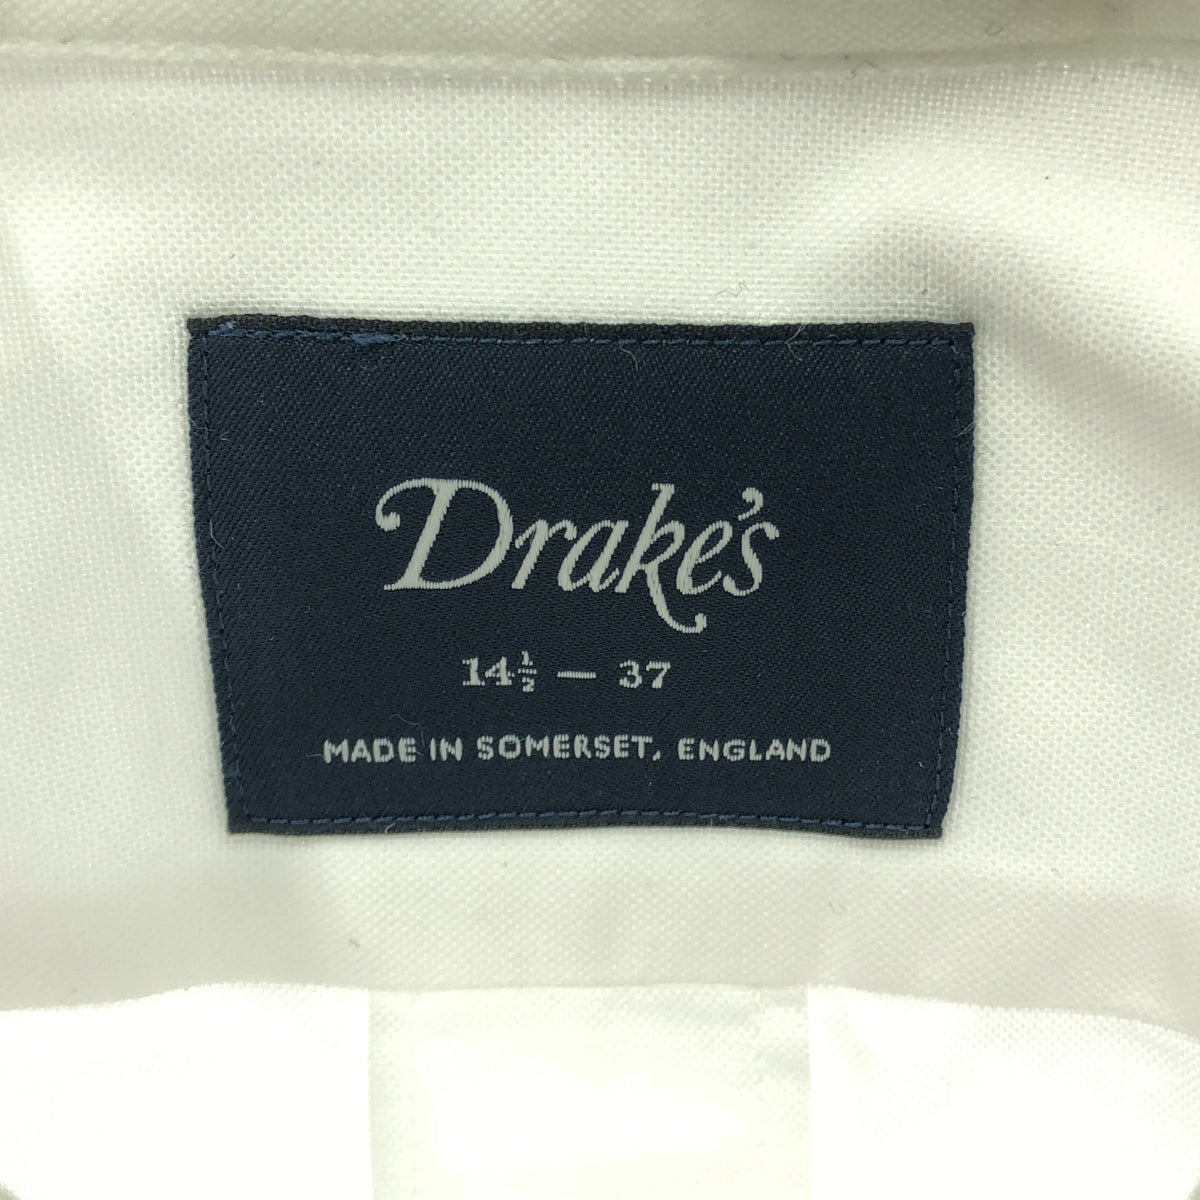 Drake's
14½ — 37
MADE IN SOMERSET, ENGLAND